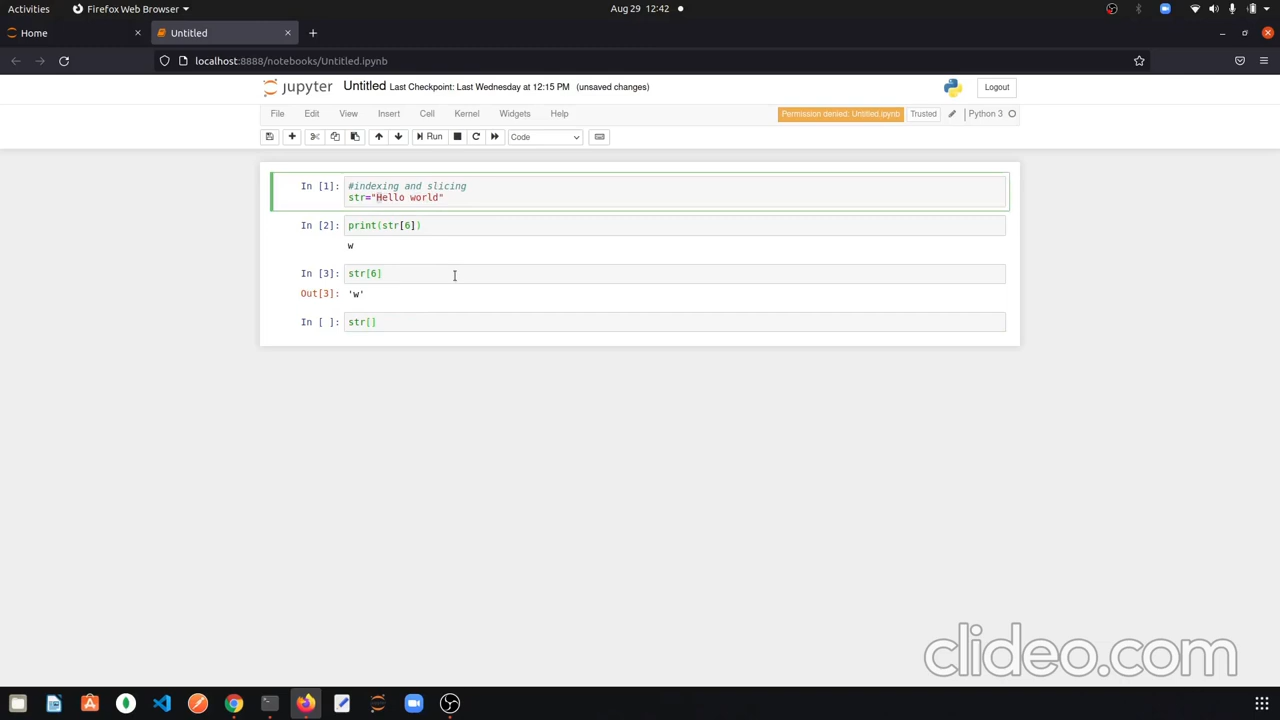 Activities
Firefox Web Browser
Aug 29 12:42
Home
Untitled
localhost:8888/notebooks/Untitled.ipynb
jupyter Untitled Last Checkpoint: Last Wednesday at 12:15 PM (unsaved changes)
Logout
File Edit View Insert Cell Kernel Widgets Help
Permission denied: Untitled.ipynb
Trusted
Python 3
Run
Code
In [1]: #indexing and slicing
str="Hello world"
In [2]: print(str[6])
w
In [3]: str[6]
Out[3]: 'w'
In [ ]: str[]
clideo.com